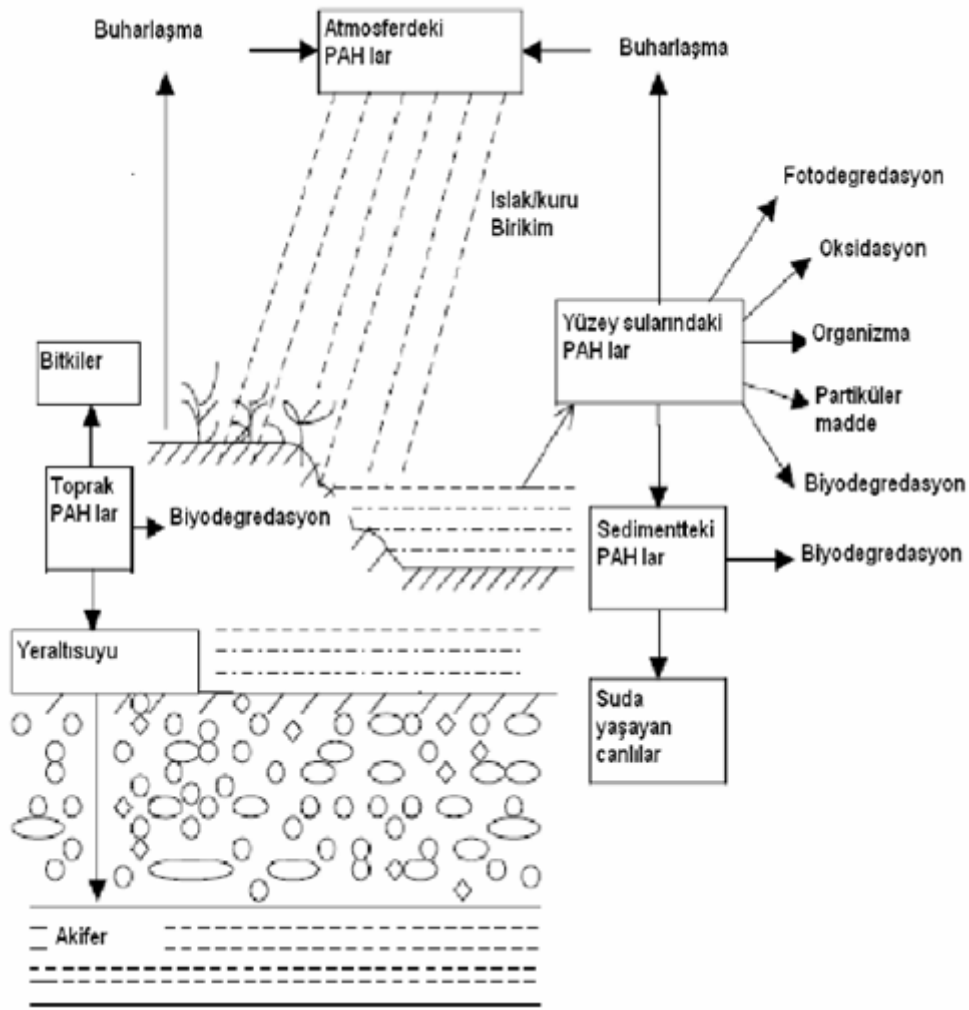 Buharlaşma
Atmosferdeki
PAH lar
Buharlaşma
Islak/kuru
Birikim
Fotodegredasyon
Oksidasyon
Yüzey sularındaki
PAH lar
Organizma
Partiküler
madde
Biyodegredasyon
Bitkiler
Toprak
PAH lar
Biyodegredasyon
Sedimentteki
PAH lar
Biyodegredasyon
Yeraltısuyu
Suda
yaşayan
canlılar
Akifer